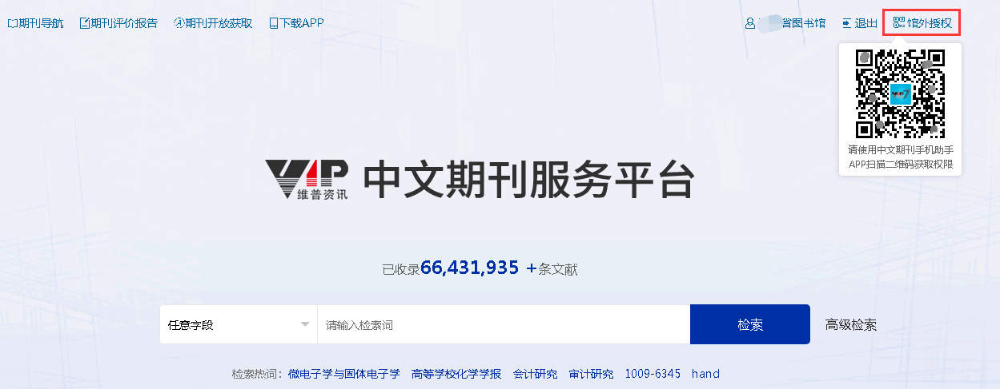 期刊导航 期刊评价报告 期刊开放获取 下载APP 省图书馆 退出 馆外授权
请使用中文期刊手机助手
APP扫描二维码获取权限
VIP 维普资讯 中文期刊服务平台
已收录66,431,935 +条文献
任意字段 请输入检索词 检索 高级检索
检索热词: 微电子学与固体电子学 高等学校化学学报 会计研究 审计研究 1009-6345 hand